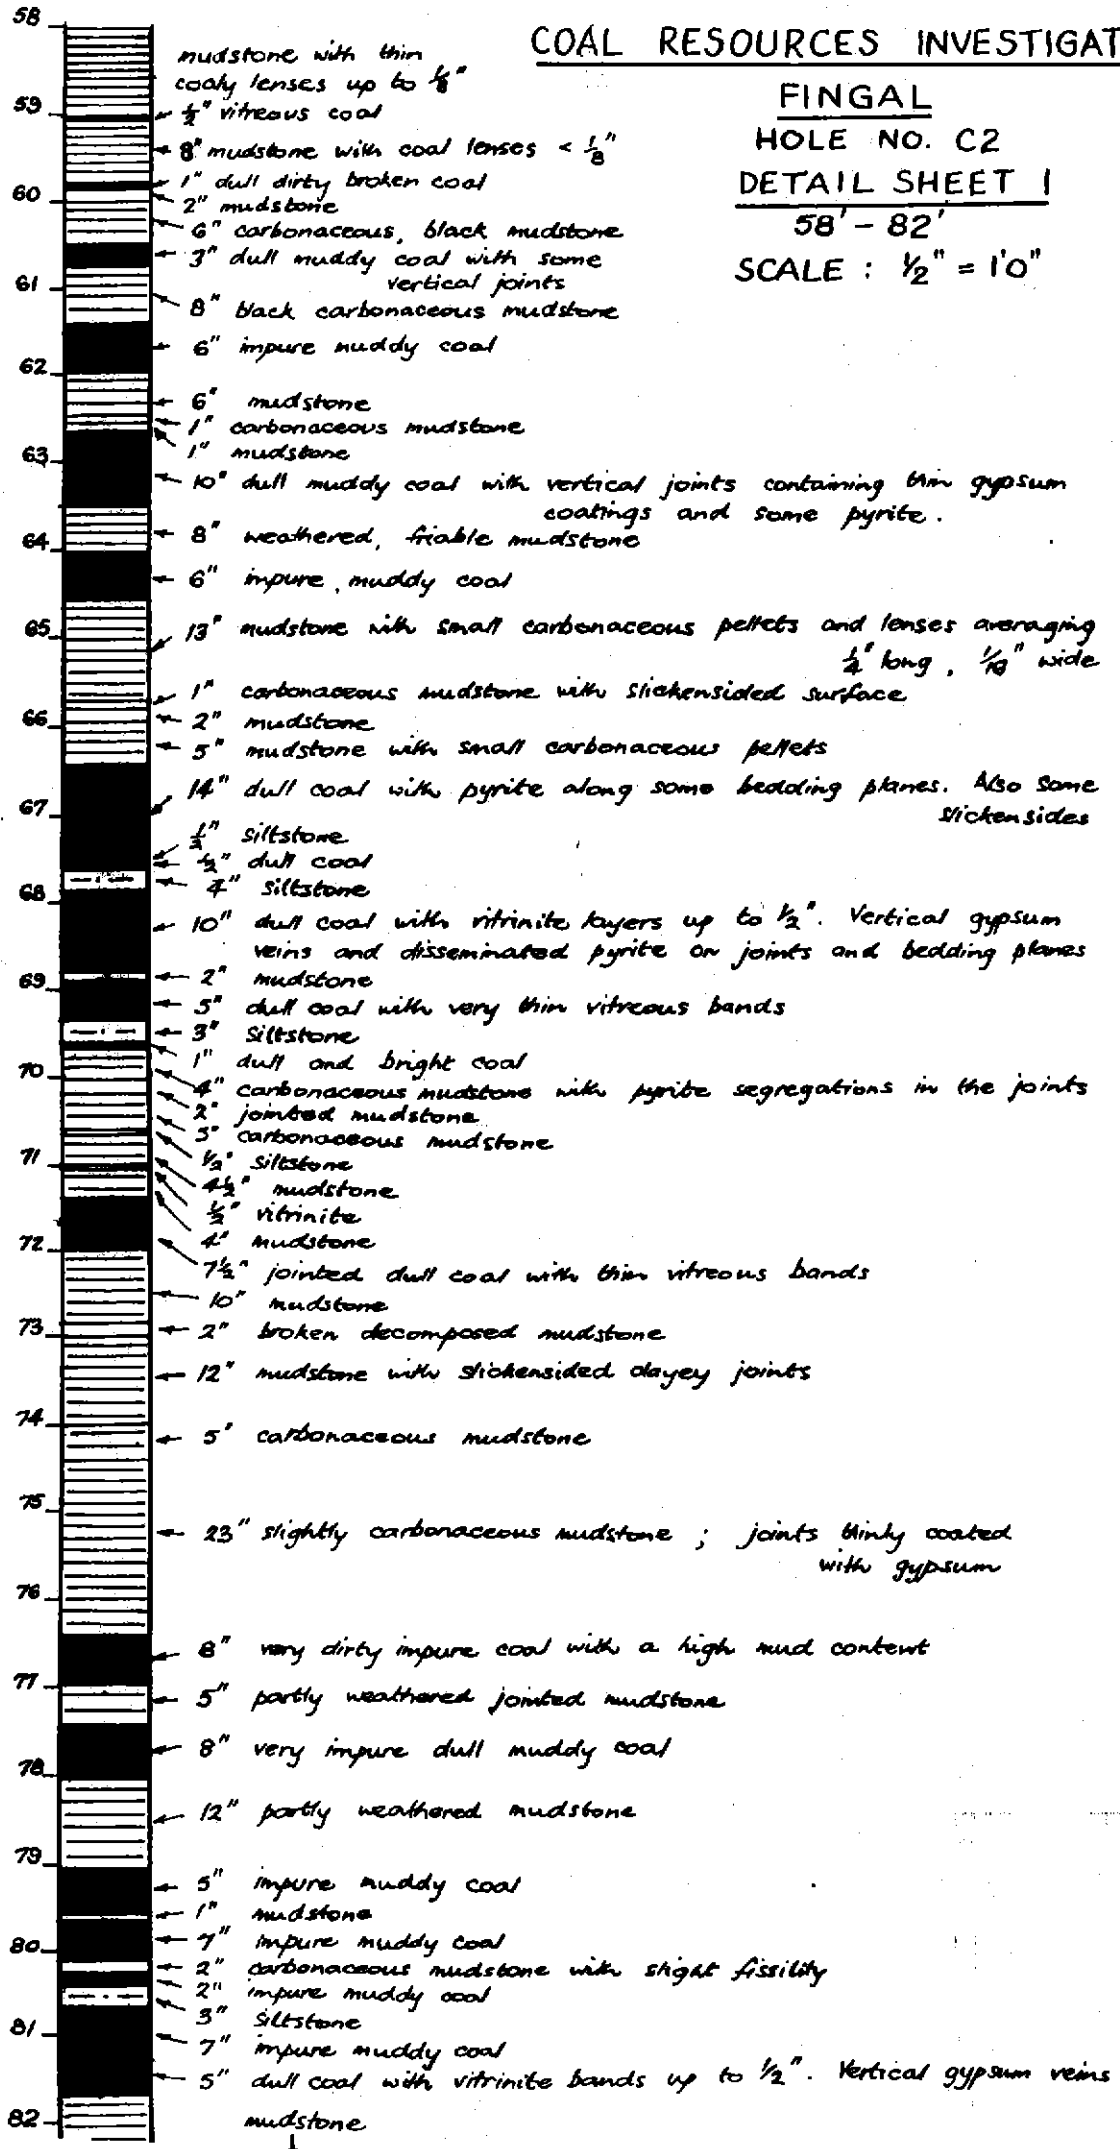 COAL RESOURCES INVESTIGAT
FINGAL
HOLE NO. C2
DETAIL SHEET 1
58' - 82'
SCALE : 1/2" = 1'0"
58
mudstone with thin
coaly lenses up to 1/8"
59
1/2" vitreous coal
8" mudstone with coal lenses < 1/8"
1" dull dirty broken coal
60
2" mudstone
6" carbonaceous, black mudstone
3" dull muddy coal with some
vertical joints
61
8" black carbonaceous mudstone
6" impure muddy coal
62
6" mudstone
1" carbonaceous mudstone
1" mudstone
63
10" dull muddy coal with vertical joints containing thin gypsum
coatings and some pyrite.
8" weathered, friable mudstone
64
6" impure, muddy coal
65
13" mudstone with small carbonaceous pellets and lenses averaging
1/4" long, 1/10" wide
1" carbonaceous mudstone with slickensided surface
66
2" mudstone
5" mudstone with small carbonaceous pellets
14" dull coal with pyrite along some bedding planes. Also some
slickensides
67
siltstone
1/2" dull coal
4" siltstone
68
10" dull coal with vitrinite layers up to 1/2". Vertical gypsum
veins and disseminated pyrite on joints and bedding planes
69
2" mudstone
5" dull coal with very thin vitreous bands
3" Siltstone
1" dull and bright coal
70
4" carbonaceous mudstone with pyrite segregations in the joints
2" jointed mudstone
3" carbonaceous mudstone
71
1/2" siltstone
4 1/2" mudstone
1/2" vitrinite
72
4" mudstone
7 1/2" jointed dull coal with thin vitreous bands
10" mudstone
73
2" broken decomposed mudstone
12" mudstone with slickensided clayey joints
74
5' carbonaceous mudstone
75
23" slightly carbonaceous mudstone ; joints thinly coated
with gypsum
76
8" very dirty impure coal with a high mud content
77
5" partly weathered jointed mudstone
8" very impure dull muddy coal
78
12" partly weathered mudstone
79
5" impure muddy coal
1" mudstone
7" impure muddy coal
80
2" carbonaceous mudstone with slight fissility
2" impure muddy coal
3" siltstone
81
7" impure muddy coal
5" dull coal with vitrinite bands up to 1/2". Vertical gypsum veins
82
mudstone